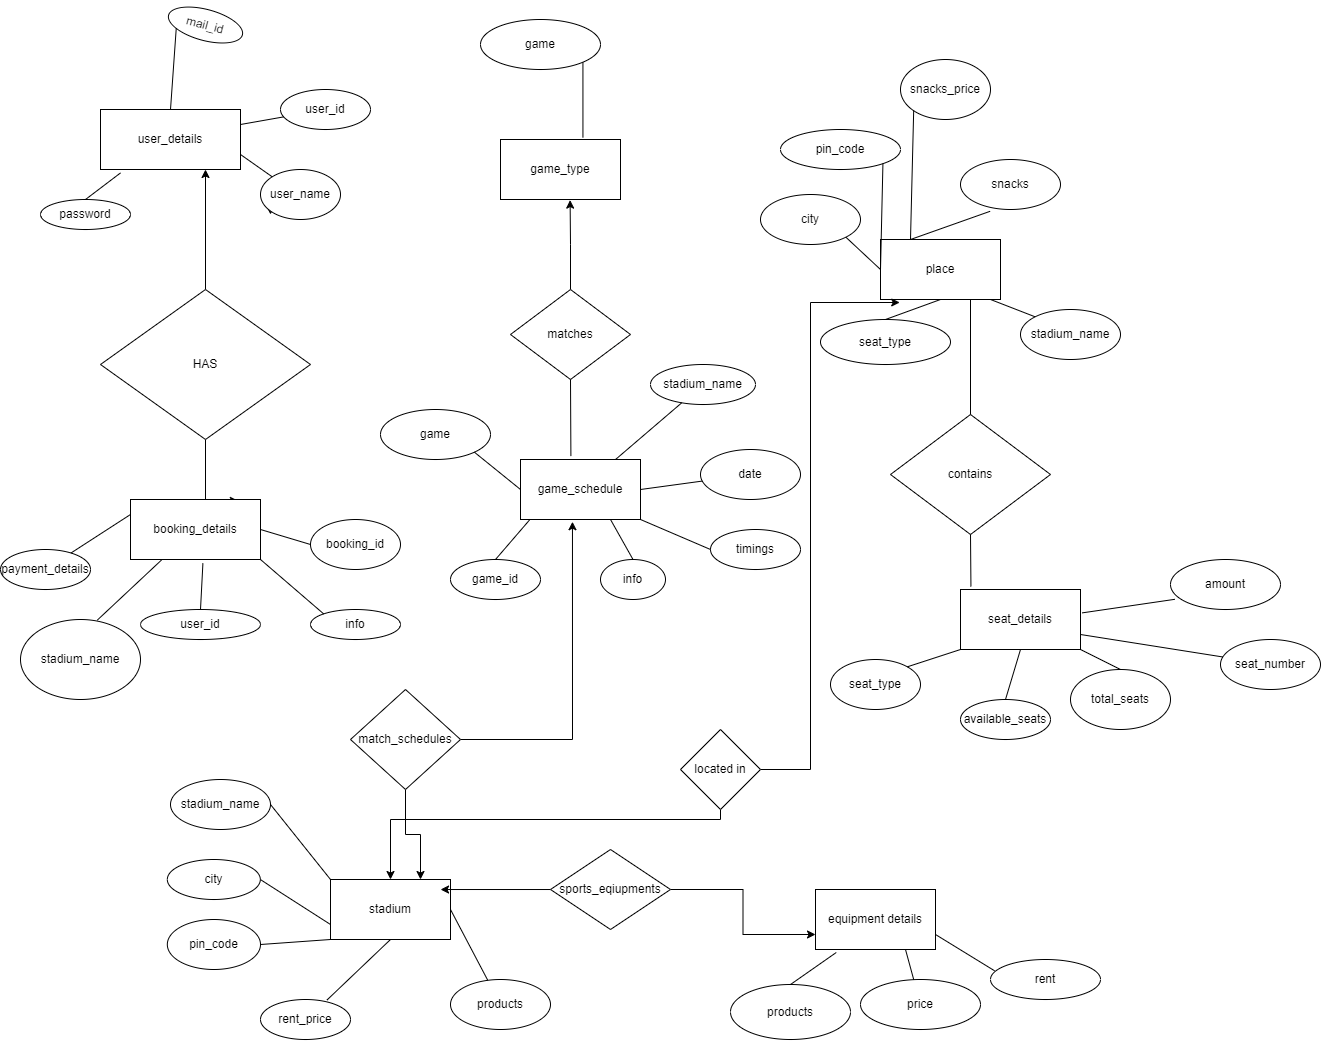 mail_id
game
snacks_price
user_id
user_details
pin_code
game_type
snacks
user_name
password
city
place
matches
seat_type
stadium_name
HAS
stadium_name
game
date
contains
game_schedule
booking_details
booking_id
timings
payment_details
game_id
info
amount
user_id
info
seat_details
stadium_name
seat_number
seat_type
total_seats
available_seats
match_schedules
located in
stadium_name
city
sports_eqiupments
stadium
equipment details
pin_code
rent
products
price
products
rent_price